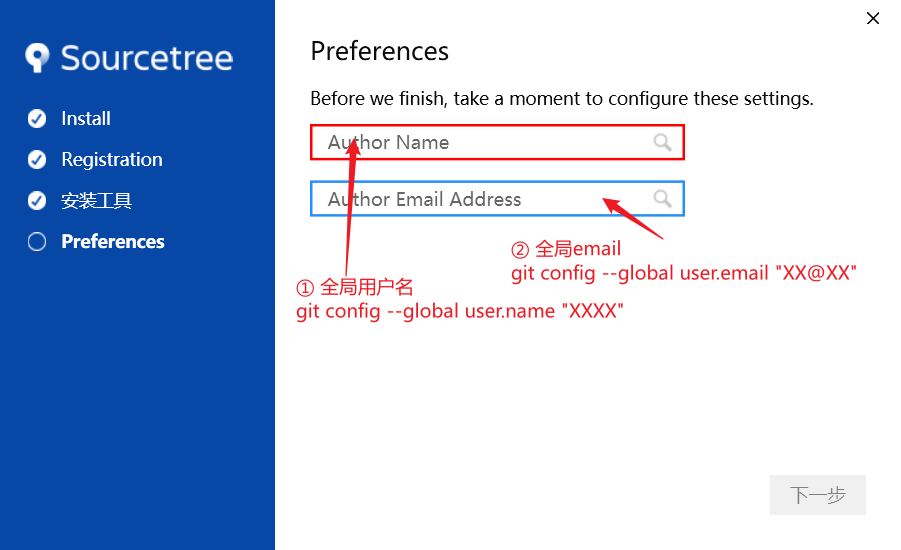 Sourcetree
Install
Registration
安装工具
Preferences
Preferences
Before we finish, take a moment to configure these settings.
Author Name
Author Email Address
② 全局email
git config --global user.email "XX@XX"
① 全局用户名
git config --global user.name "XXXX"
下一步